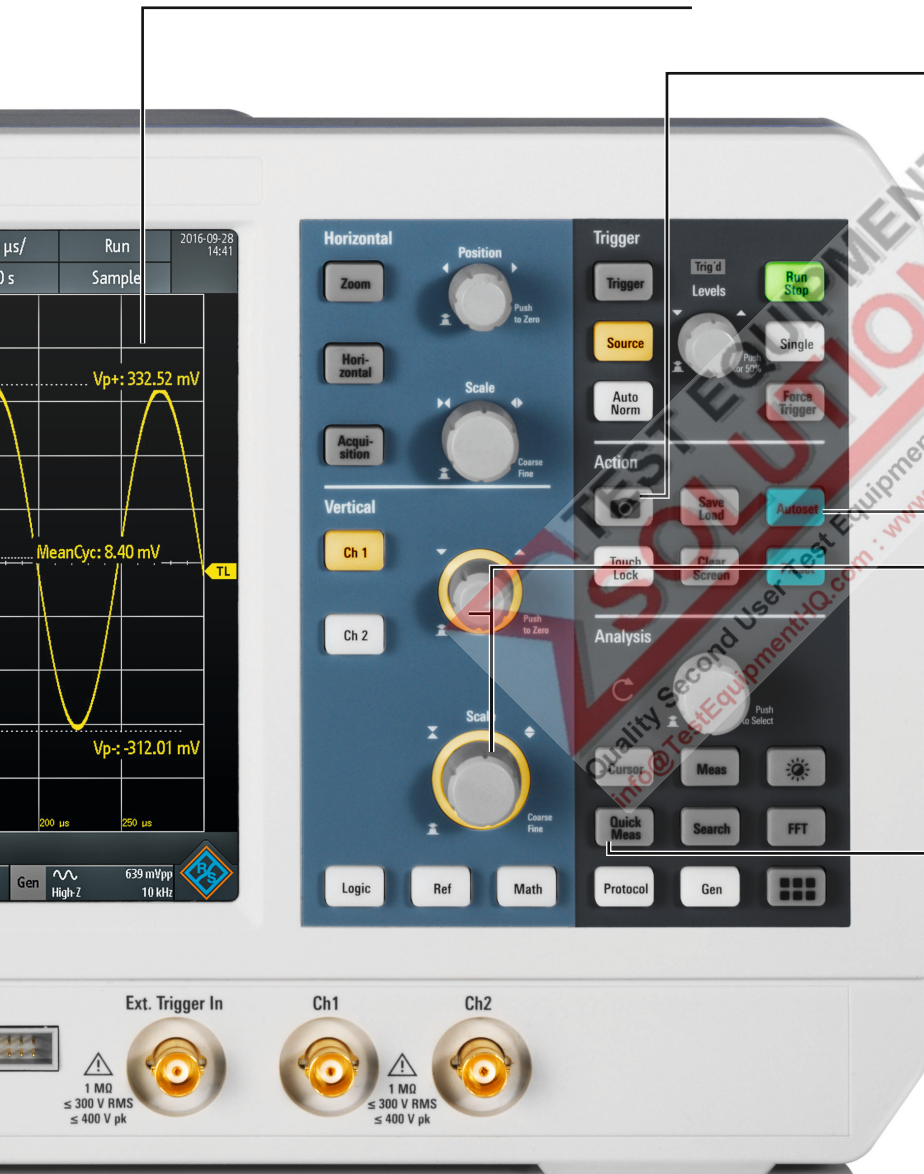 µs/
Run
2016-09-28
14:41
0 s
Sample
Vp+: 332.52 mV
MeanCyc: 8.40 mV
TL
Vp-: -312.01 mV
200 µs
250 µs
Gen
High-Z
639 mVpp
10 kHz
R&S
Horizontal
Position
Zoom
Push
to Zero
Hori-
zontal
Scale
Acqui-
sition
Coarse
Fine
Vertical
Ch 1
Push
to Zero
Ch 2
Scale
Coarse
Fine
Logic
Ref
Math
Trigger
Trigger
Trig'd
Levels
Run
Stop
Source
Single
Push
for 50%
Auto
Norm
Force
Trigger
Action
Save
Load
Autoset
Touch
Lock
Clear
Screen
Analysis
Push
to Select
Cursor
Meas
Quick
Meas
Search
FFT
Protocol
Gen
Ext. Trigger In
Ch1
Ch2
1 MΩ
≤ 300 V RMS
≤ 400 V pk
1 MΩ
≤ 300 V RMS
≤ 400 V pk
TEST EQUIPMENT
SOLUTION
Quality Second User Test Equipment
info@TestEquipmentHQ.com : www